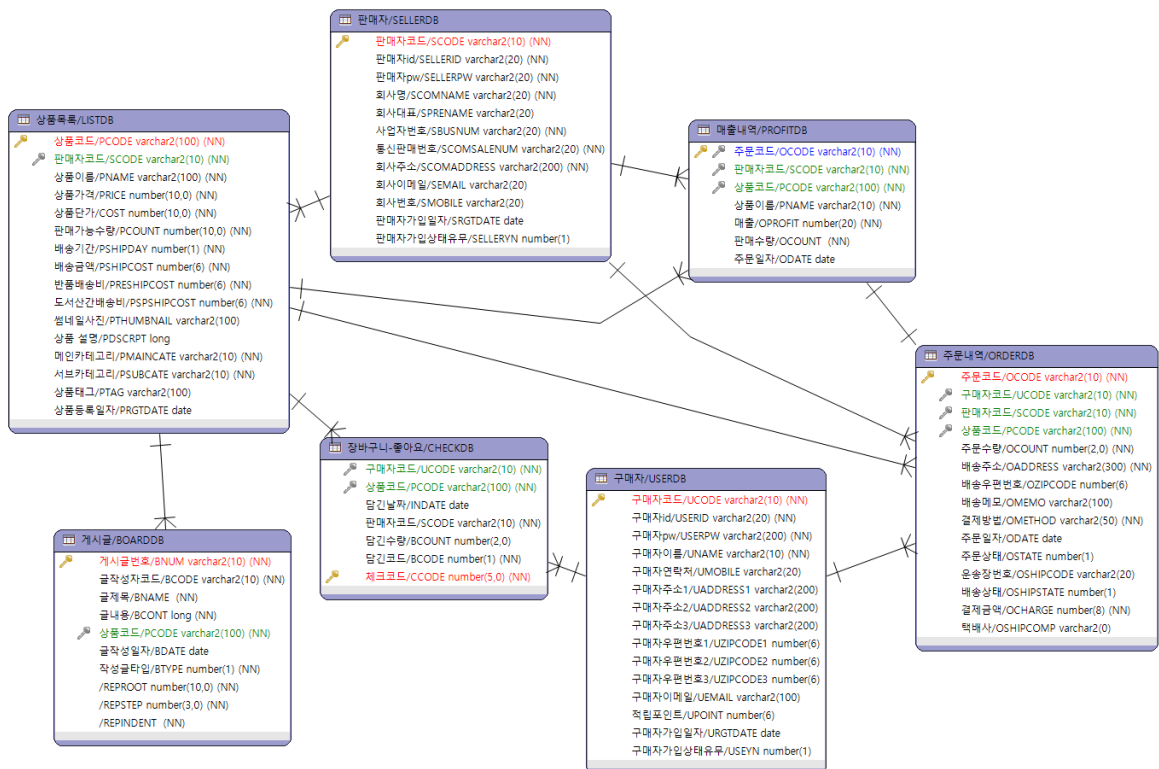 판매자/SELLERDB
판매자코드/SCODE varchar2(10) (NN)
판매자id/SELLERID varchar2(20) (NN)
판매자pw/SELLERPW varchar2(20) (NN)
회사명/SCOMNAME varchar2(20) (NN)
회사대표/SPRENAME varchar2(20)
사업자번호/SBUSNUM varchar2(20) (NN)
통신판매번호/SCOMSALENUM varchar2(20) (NN)
회사주소/SCOMADDRESS varchar2(200) (NN)
회사이메일/SEMAIL varchar2(20)
회사번호/SMOBILE varchar2(20)
판매자가입일자/SRGTDATE date
판매자가입상태유무/SELLERYN number(1)
상품목록/LISTDB
상품코드/PCODE varchar2(100) (NN)
판매자코드/SCODE varchar2(10) (NN)
상품이름/PNAME varchar2(100) (NN)
상품가격/PRICE number(10,0) (NN)
상품단가/COST number(10,0) (NN)
판매가능수량/PCOUNT number(10,0) (NN)
배송기간/PSHIPDAY number(1) (NN)
배송금액/PSHIPCOST number(6) (NN)
반품배송비/PRESHIPCOST number(6) (NN)
도서산간배송비/PSPSHIPCOST number(6) (NN)
썸네일사진/PTHUMBNAIL varchar2(100)
상품 설명/PDSCRPT long
메인카테고리/PMAINCATE varchar2(10) (NN)
서브카테고리/PSUBCATE varchar2(10) (NN)
상품태그/PTAG varchar2(100)
상품등록일자/PRGTDATE date
매출내역/PROFITDB
주문코드/OCODE varchar2(10) (NN)
판매자코드/SCODE varchar2(10) (NN)
상품코드/PCODE varchar2(100) (NN)
상품이름/PNAME varchar2(10) (NN)
매출/OPROFIT number(20) (NN)
판매수량/OCOUNT (NN)
주문일자/ODATE date
주문내역/ORDERDB
주문코드/OCODE varchar2(10) (NN)
구매자코드/UCODE varchar2(10) (NN)
판매자코드/SCODE varchar2(10) (NN)
상품코드/PCODE varchar2(100) (NN)
주문수량/OCOUNT number(2,0) (NN)
배송주소/OADDRESS varchar2(300) (NN)
배송우편번호/OZIPCODE number(6)
배송메모/OMEMO varchar2(100)
결제방법/OMETHOD varchar2(50) (NN)
주문일자/ODATE date
주문상태/OSTATE number(1)
운송장번호/OSHIPCODE varchar2(20)
배송상태/OSHIPSTATE number(1)
결제금액/OCHARGE number(8) (NN)
택배사/OSHIPCOMP varchar2(0)
장바구니-좋아요/CHECKDB
구매자코드/UCODE varchar2(10) (NN)
상품코드/PCODE varchar2(100) (NN)
담긴날짜/INDATE date
판매자코드/SCODE varchar2(10) (NN)
담긴수량/BCOUNT number(2,0)
담긴코드/BCODE number(1) (NN)
체크코드/CCODE number(5,0) (NN)
구매자/USERDB
구매자코드/UCODE varchar2(10) (NN)
구매자id/USERID varchar2(20) (NN)
구매자pw/USERPW varchar2(200) (NN)
구매자이름/UNAME varchar2(10) (NN)
구매자연락처/UMOBILE varchar2(20)
구매자주소1/UADDRESS1 varchar2(200)
구매자주소2/UADDRESS2 varchar2(200)
구매자주소3/UADDRESS3 varchar2(200)
구매자우편번호1/UZIPCODE1 number(6)
구매자우편번호2/UZIPCODE2 number(6)
구매자우편번호3/UZIPCODE3 number(6)
구매자이메일/UEMAIL varchar2(100)
적립포인트/UPOINT number(6)
구매자가입일자/URGTDATE date
구매자가입상태유무/USEYN number(1)
게시글/BOARDDB
게시글번호/BNUM varchar2(10) (NN)
글작성자코드/BCODE varchar2(10) (NN)
글제목/BNAME (NN)
글내용/BCONT long (NN)
상품코드/PCODE varchar2(100) (NN)
글작성일자/BDATE date
작성글타입/BTYPE number(1) (NN)
/REPROOT number(10,0) (NN)
/REPSTEP number(3,0) (NN)
/REPINDENT (NN)